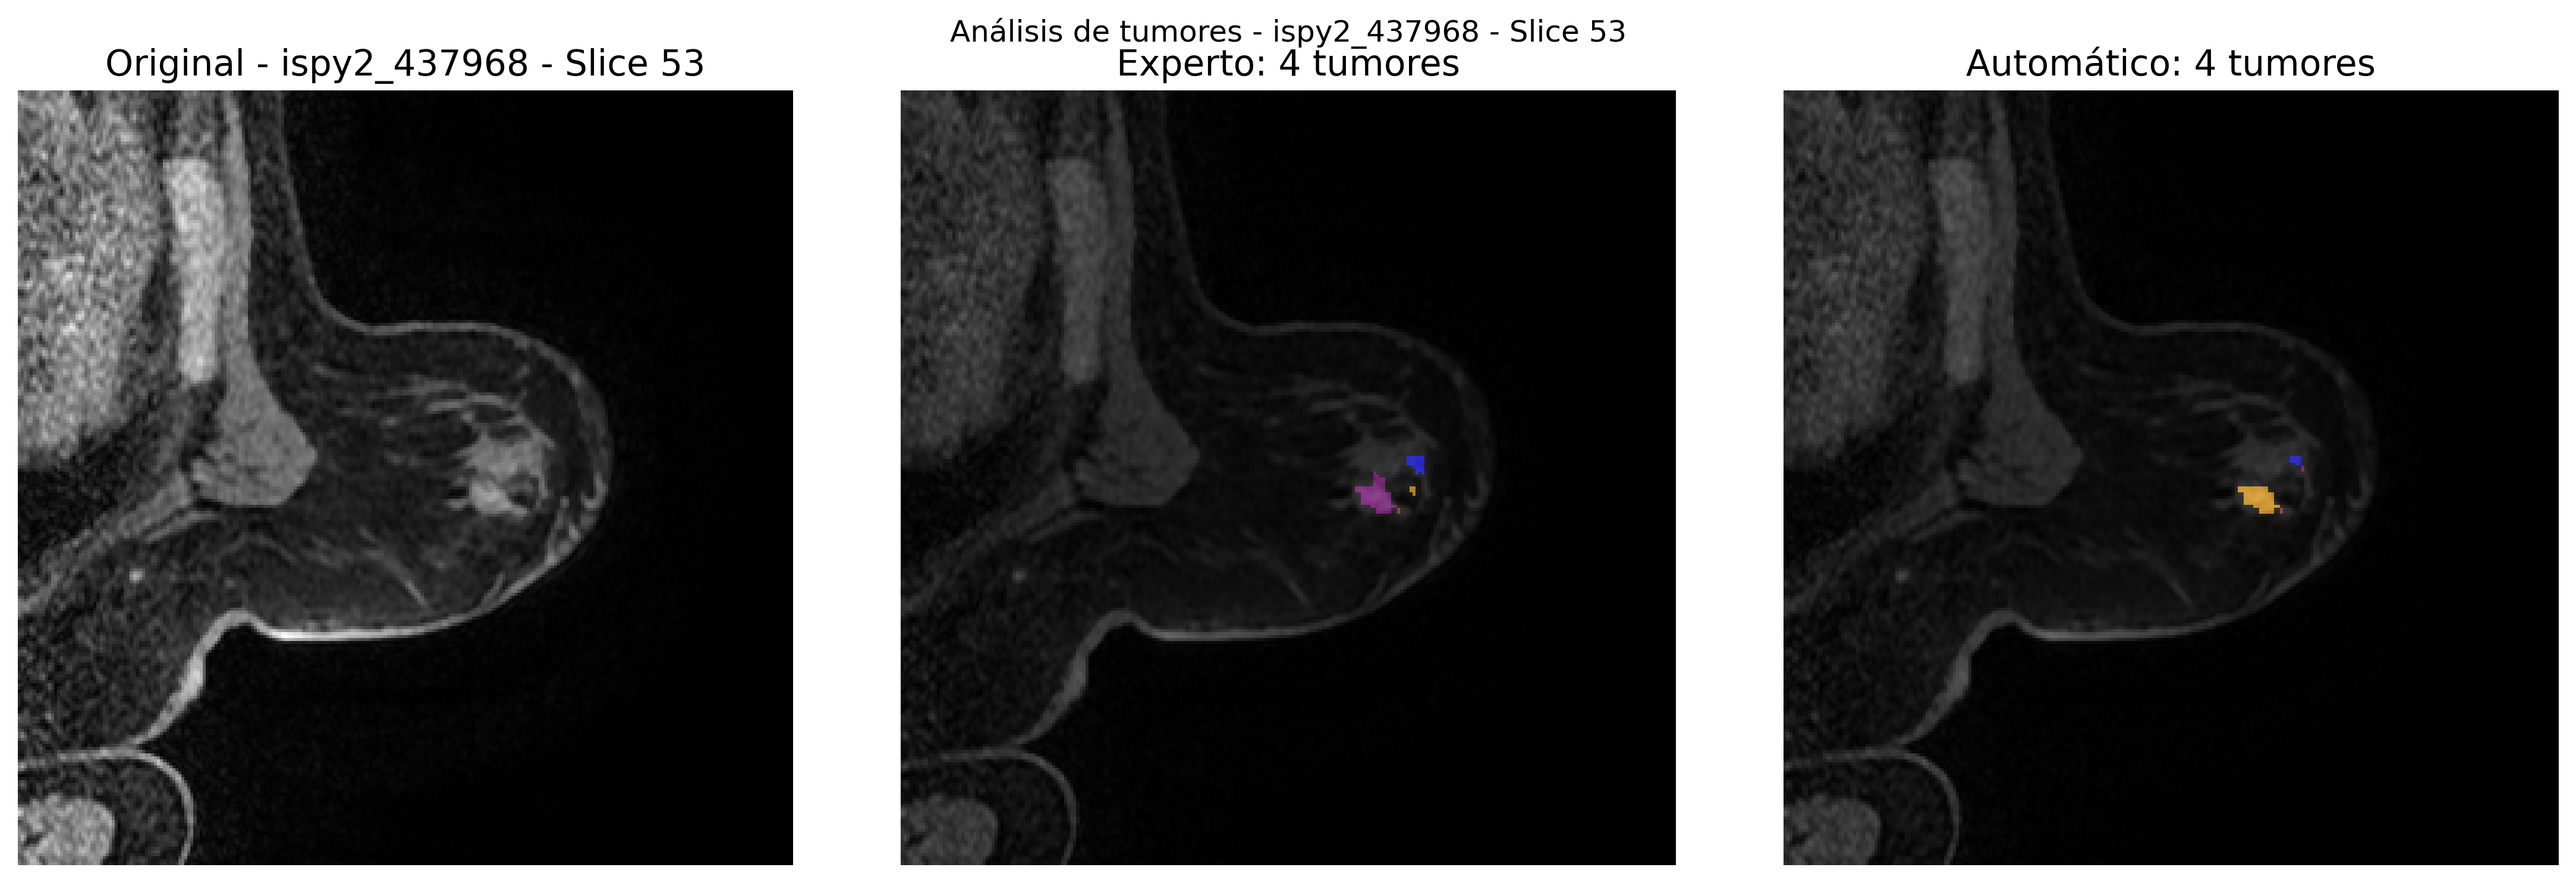 Análisis de tumores - ispy2_437968 - Slice 53
Original - ispy2_437968 - Slice 53
Experto: 4 tumores
Automático: 4 tumores